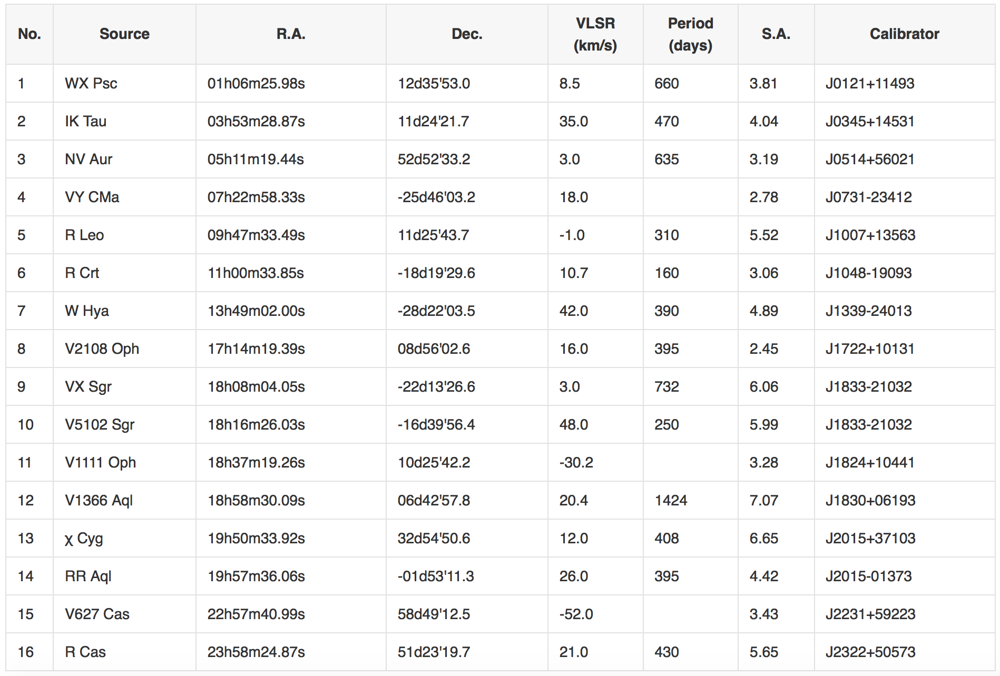 No. Source R.A. Dec. VLSR (km/s) Period (days) S.A. Calibrator
1 WX Psc 01h06m25.98s 12d35'53.0 8.5 660 3.81 J0121+11493
2 IK Tau 03h53m28.87s 11d24'21.7 35.0 470 4.04 J0345+14531
3 NV Aur 05h11m19.44s 52d52'33.2 3.0 635 3.19 J0514+56021
4 VY CMa 07h22m58.33s -25d46'03.2 18.0 2.78 J0731-23412
5 R Leo 09h47m33.49s 11d25'43.7 -1.0 310 5.52 J1007+13563
6 R Crt 11h00m33.85s -18d19'29.6 10.7 160 3.06 J1048-19093
7 W Hya 13h49m02.00s -28d22'03.5 42.0 390 4.89 J1339-24013
8 V2108 Oph 17h14m19.39s 08d56'02.6 16.0 395 2.45 J1722+10131
9 VX Sgr 18h08m04.05s -22d13'26.6 3.0 732 6.06 J1833-21032
10 V5102 Sgr 18h16m26.03s -16d39'56.4 48.0 250 5.99 J1833-21032
11 V1111 Oph 18h37m19.26s 10d25'42.2 -30.2 3.28 J1824+10441
12 V1366 Aql 18h58m30.09s 06d42'57.8 20.4 1424 7.07 J1830+06193
13 χ Cyg 19h50m33.92s 32d54'50.6 12.0 408 6.65 J2015+37103
14 RR Aql 19h57m36.06s -01d53'11.3 26.0 395 4.42 J2015-01373
15 V627 Cas 22h57m40.99s 58d49'12.5 -52.0 3.43 J2231+59223
16 R Cas 23h58m24.87s 51d23'19.7 21.0 430 5.65 J2322+50573